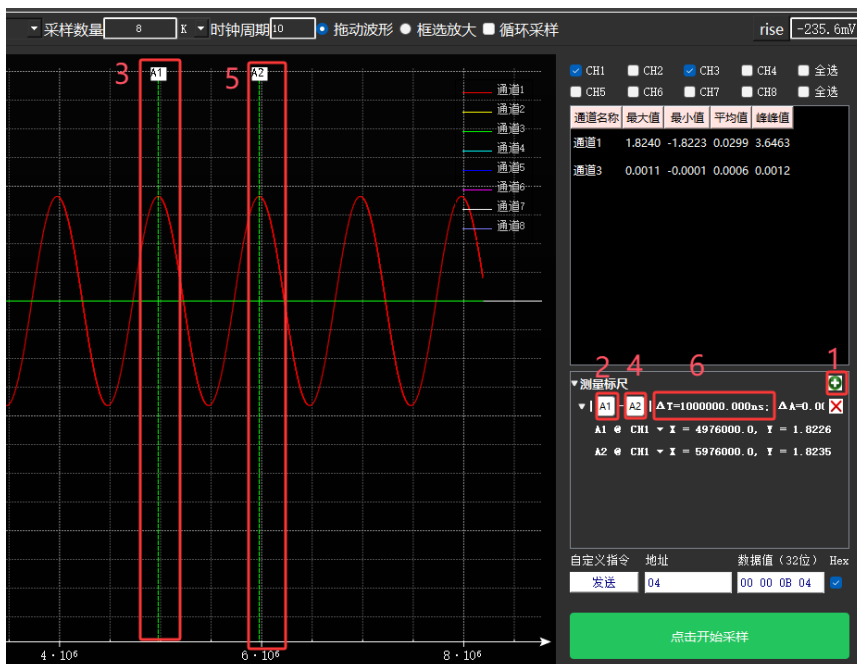 采样数量 8 K 时钟周期 10 拖动波形 框选放大 循环采样 rise -235.6mV
3 A1 5 A2
通道1
通道2
通道3
通道4
通道5
通道6
通道7
通道8
4·10⁶ 6·10⁶ 8·10⁶
CH1 CH2 CH3 CH4 全选
CH5 CH6 CH7 CH8 全选
通道名称 最大值 最小值 平均值 峰峰值
通道1 1.8240 -1.8223 0.0299 3.6463
通道3 0.0011 -0.0001 0.0006 0.0012
2 4 6 1
测量标尺
| A1 - A2 | ΔT=1000000.000ns; ΔA=0.0(
A1 @ CH1 X = 4976000.0, Y = 1.8226
A2 @ CH1 X = 5976000.0, Y = 1.8235
自定义指令 地址 数据值（32位） Hex
发送 04 00 00 0B 04
点击开始采样